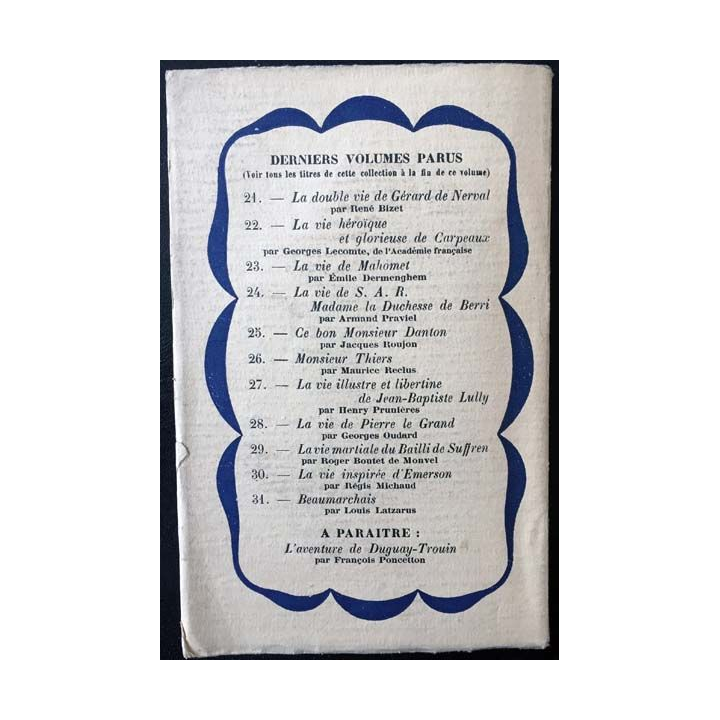 DERNIERS VOLUMES PARUS
(Voir tous les titres de cette collection à la fin de ce volume)
21. — La double vie de Gérard de Nerval
par René Bizet
22. — La vie héroïque
et glorieuse de Carpeaux
par Georges Lecomte, de l'Académie française
23. — La vie de Mahomet
par Émile Dermenghem
24. — La vie de S. A. R.
Madame la Duchesse de Berri
par Armand Praviel
25. — Ce bon Monsieur Danton
par Jacques Roujon
26. — Monsieur Thiers
par Maurice Reclus
27. — La vie illustre et libertine
de Jean-Baptiste Lully
par Henry Prunières
28. — La vie de Pierre le Grand
par Georges Oudard
29. — La vie martiale du Bailli de Suffren
par Roger Boutet de Monvel
30. — La vie inspirée d'Emerson
par Régis Michaud
31. — Beaumarchais
par Louis Latzarus
A PARAITRE :
L'aventure de Duguay-Trouin
par François Poncetton